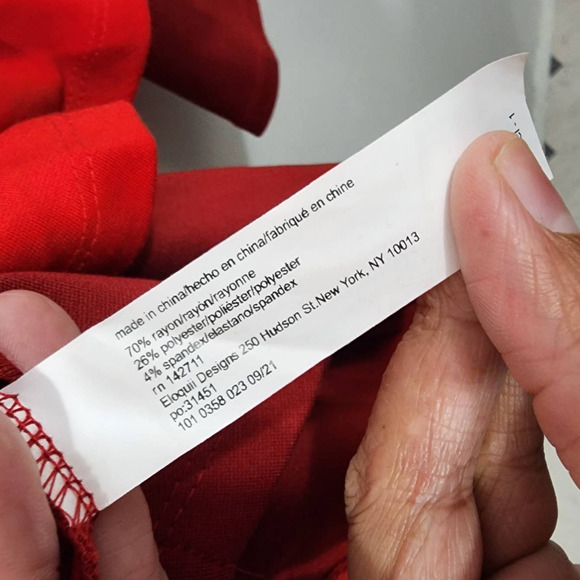 made in china/hecho en china/fabriqué en chine
70% rayon/rayón/rayonne
26% polyester/poliéster/polyester
4% spandex/elastano/spandex
rn 142711
Eloquii Designs 250 Hudson St.New York, NY 10013
po:31451
101 0358 023 09/21